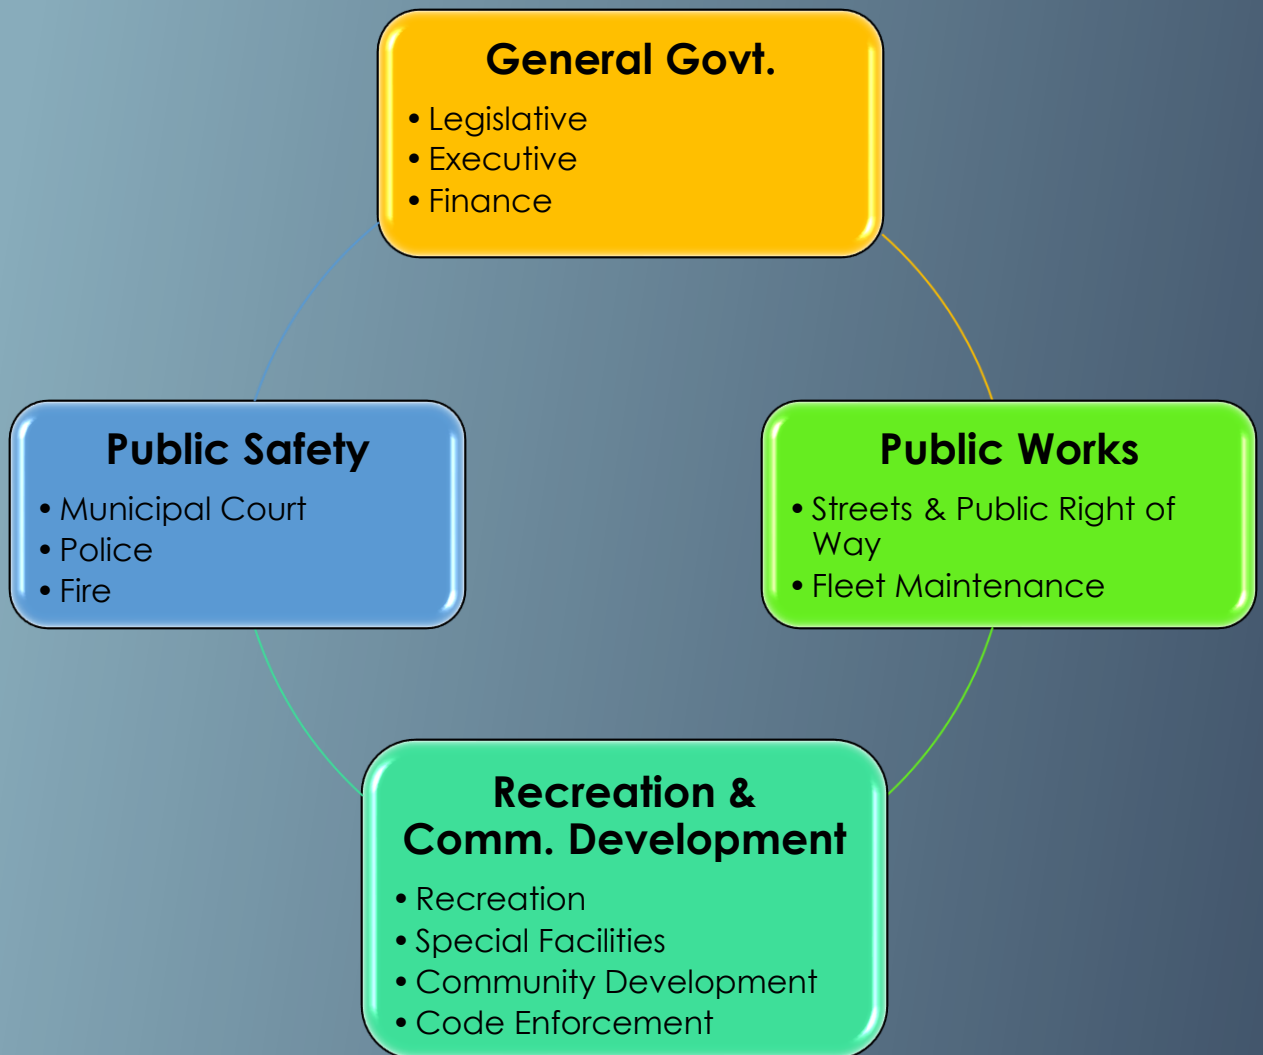 General Govt.
• Legislative
• Executive
• Finance
Public Safety
• Municipal Court
• Police
• Fire
Public Works
• Streets & Public Right of
Way
• Fleet Maintenance
Recreation &
Comm. Development
• Recreation
• Special Facilities
• Community Development
• Code Enforcement